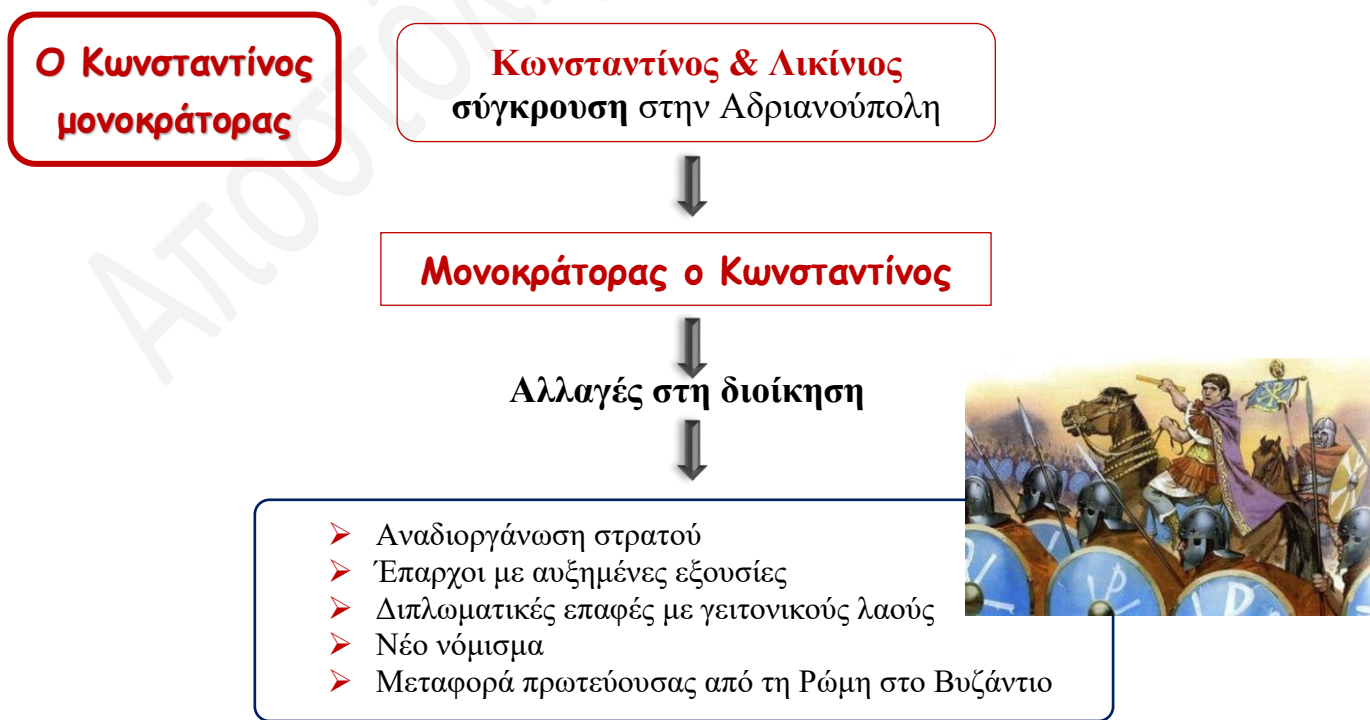 Ο Κωνσταντίνος
μονοκράτορας
Κωνσταντίνος & Λικίνιος
σύγκρουση στην Αδριανούπολη
Μονοκράτορας ο Κωνσταντίνος
Αλλαγές στη διοίκηση
Αναδιοργάνωση στρατού
Έπαρχοι με αυξημένες εξουσίες
Διπλωματικές επαφές με γειτονικούς λαούς
Νέο νόμισμα
Μεταφορά πρωτεύουσας από τη Ρώμη στο Βυζάντιο